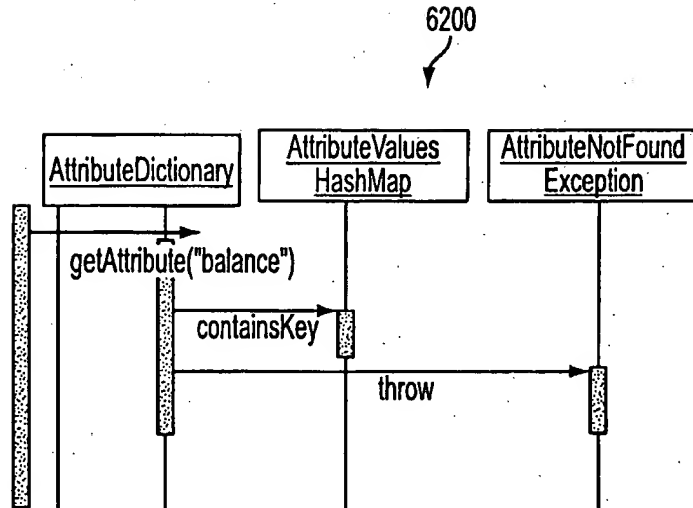 6200
AttributeDictionary
AttributeValues
HashMap
AttributeNotFound
Exception
getAttribute("balance")
containsKey
throw